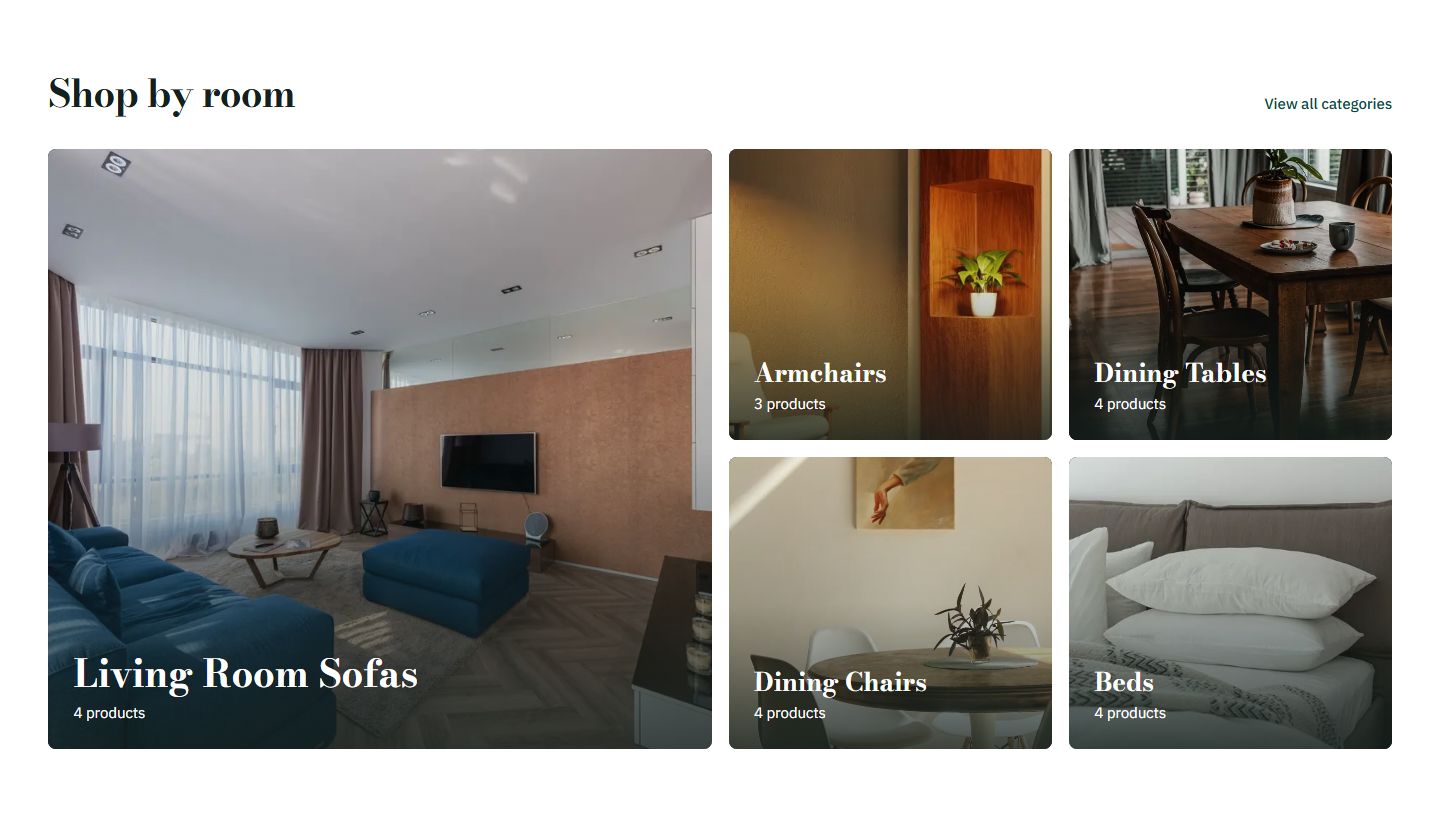 Shop by room
View all categories
Living Room Sofas
4 products
Armchairs
3 products
Dining Tables
4 products
Dining Chairs
4 products
Beds
4 products